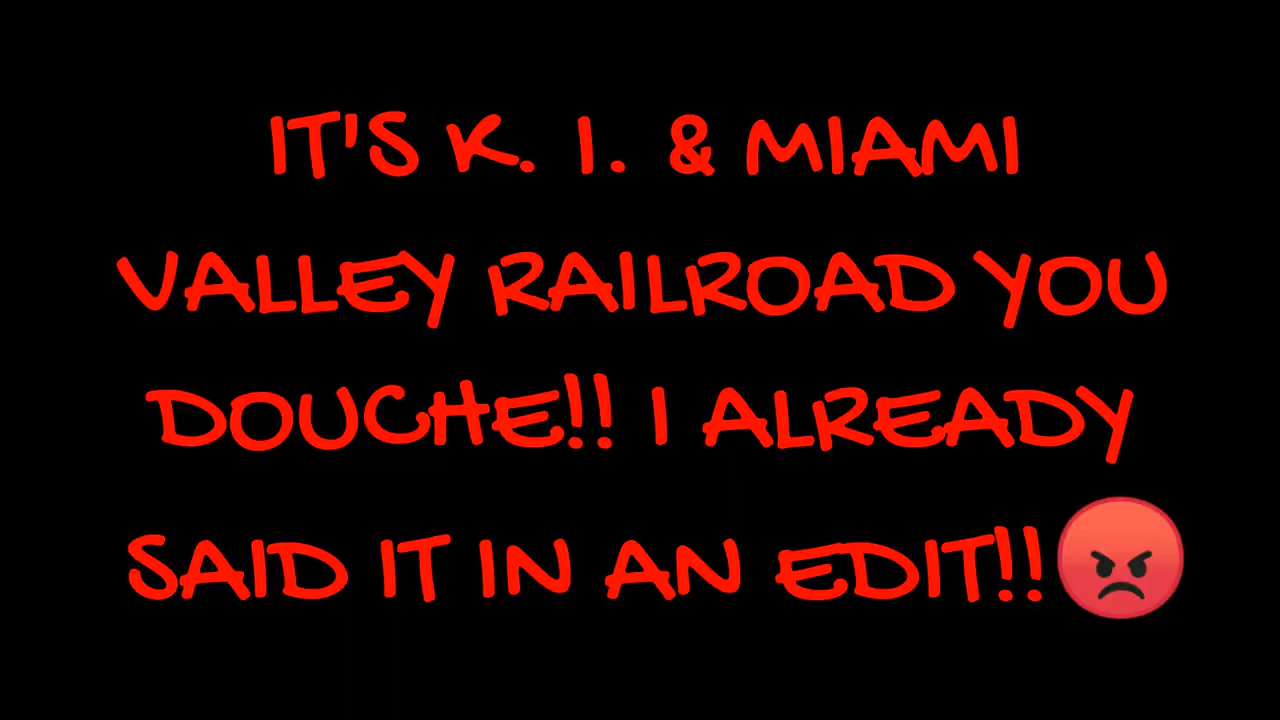 IT'S K. I. & MIAMI
VALLEY RAILROAD YOU
DOUCHE!! I ALREADY
SAID IT IN AN EDIT!!😡